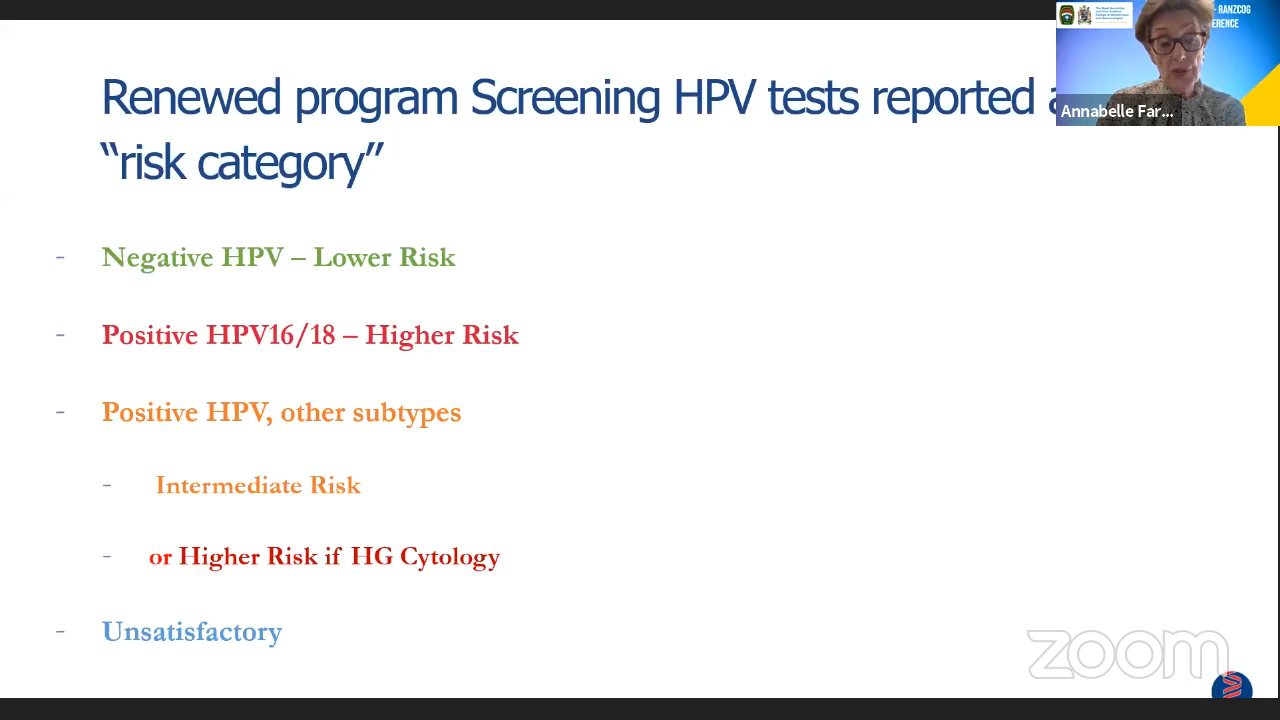 Renewed program Screening HPV tests reported
“risk category”
- Negative HPV – Lower Risk
- Positive HPV16/18 – Higher Risk
- Positive HPV, other subtypes
- Intermediate Risk
- or Higher Risk if HG Cytology
- Unsatisfactory
RANZCOG
Annabelle Far...
zoom